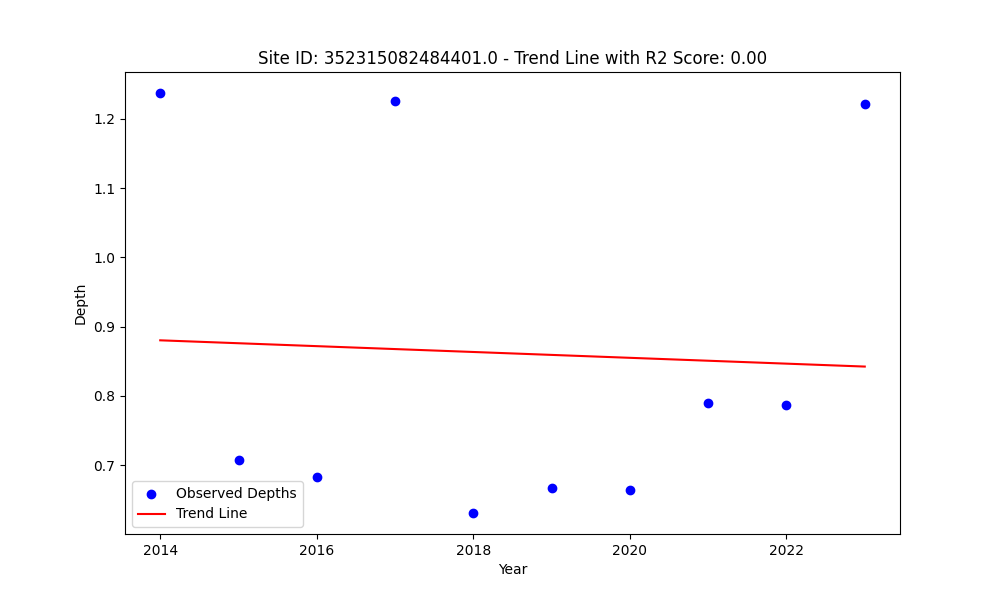 Site ID: 352315082484401.0 - Trend Line with R2 Score: 0.00
1.2
1.1
1.0
0.9
0.8
0.7
Depth
Observed Depths
Trend Line
2014
2016
2018
2020
2022
Year